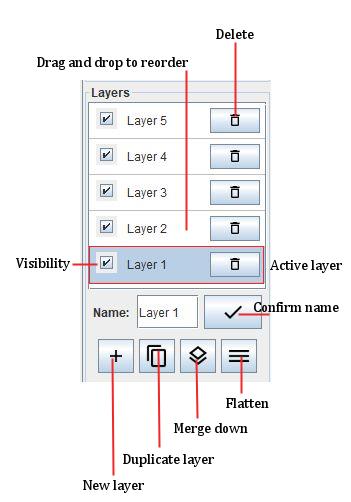 Delete
Drag and drop to reorder
Layers
Layer 5
Layer 4
Layer 3
Layer 2
Visibility
Layer 1
Active layer
Name:
Layer 1
Confirm name
Flatten
Merge down
Duplicate layer
New layer